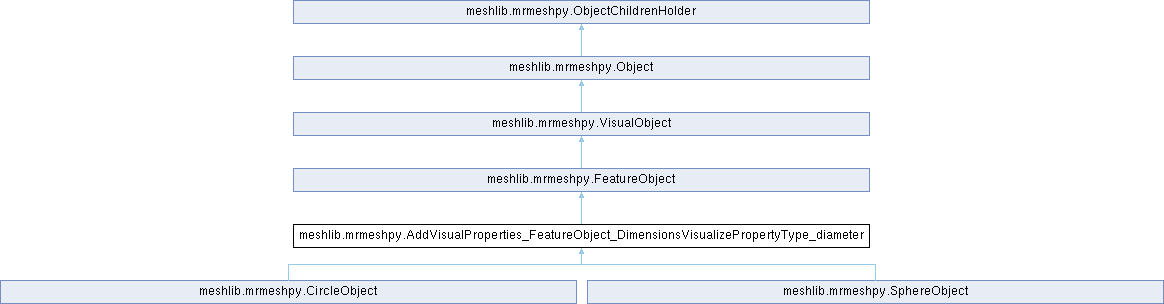 meshlib.mrmeshpy.ObjectChildrenHolder
meshlib.mrmeshpy.Object
meshlib.mrmeshpy.VisualObject
meshlib.mrmeshpy.FeatureObject
meshlib.mrmeshpy.AddVisualProperties_FeatureObject_DimensionsVisualizePropertyType_diameter
meshlib.mrmeshpy.CircleObject
meshlib.mrmeshpy.SphereObject